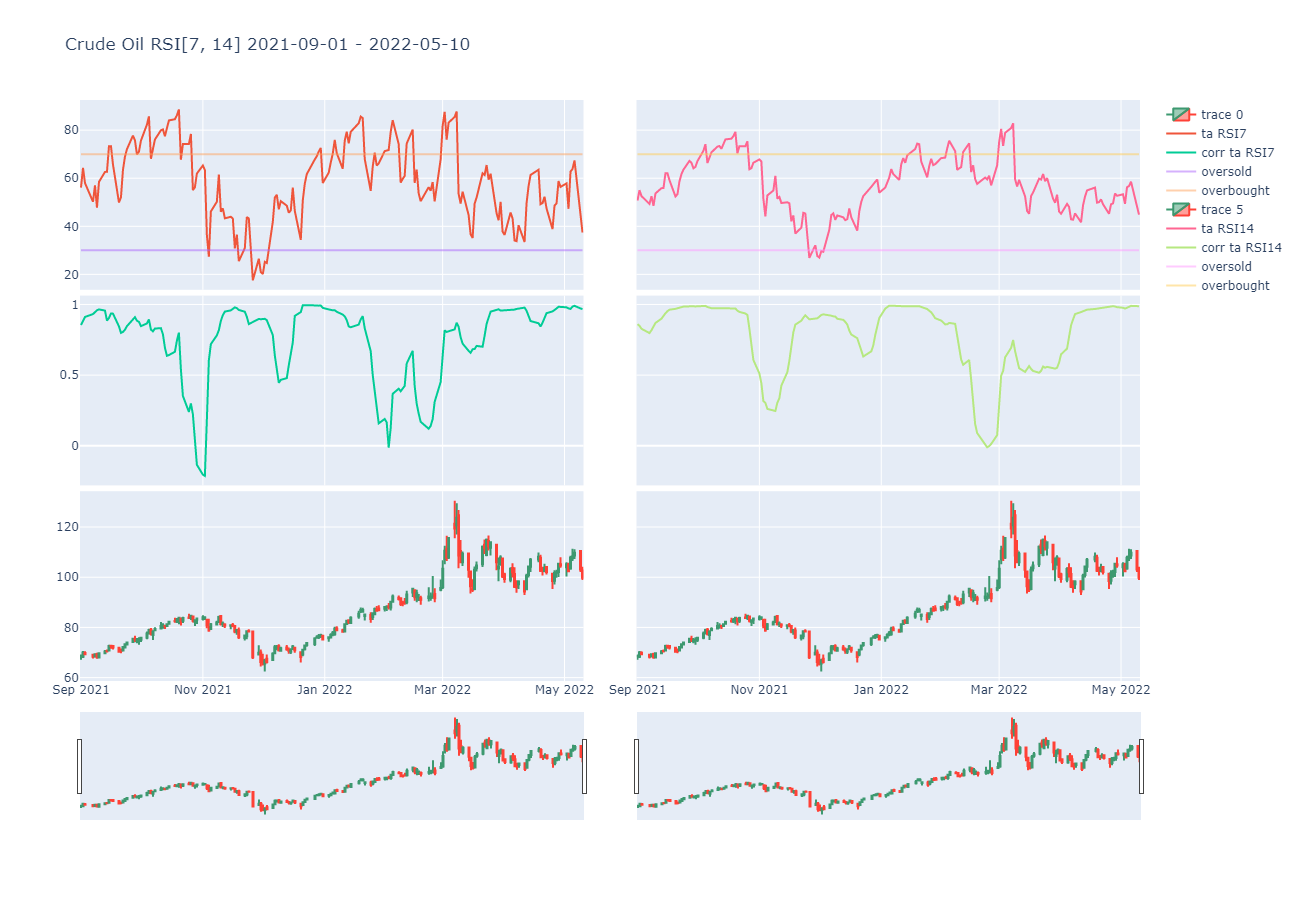 Crude Oil RSI[7, 14] 2021-09-01 - 2022-05-10
80
60
40
20
1
0.5
0
120
100
80
60
Sep 2021
Nov 2021
Jan 2022
Mar 2022
May 2022
Sep 2021
Nov 2021
Jan 2022
Mar 2022
May 2022
trace 0
ta RSI7
corr ta RSI7
oversold
overbought
trace 5
ta RSI14
corr ta RSI14
oversold
overbought